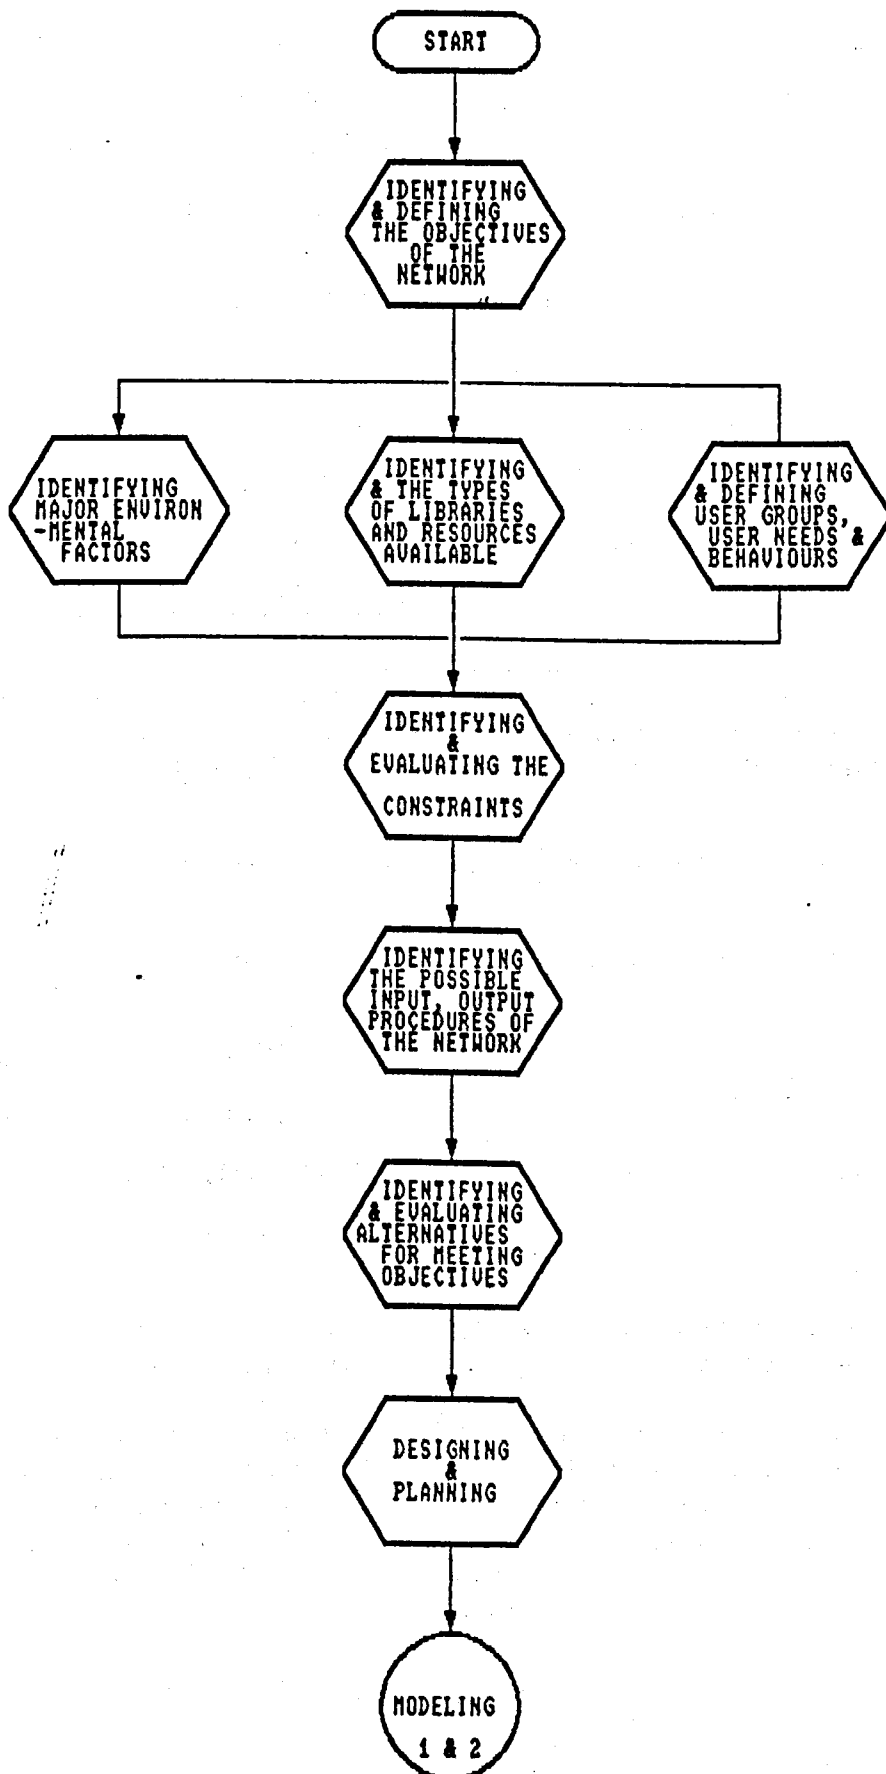 START
IDENTIFYING
& DEFINING
THE OBJECTIVES
OF THE
NETWORK
IDENTIFYING
MAJOR ENVIRON
-MENTAL
FACTORS
IDENTIFYING
& THE TYPES
OF LIBRARIES
AND RESOURCES
AVAILABLE
IDENTIFYING
& DEFINING
USER GROUPS,
USER NEEDS &
BEHAVIOURS
IDENTIFYING
&
EVALUATING THE
CONSTRAINTS
IDENTIFYING
THE POSSIBLE
INPUT, OUTPUT
PROCEDURES OF
THE NETWORK
IDENTIFYING
& EVALUATING
ALTERNATIVES
FOR MEETING
OBJECTIVES
DESIGNING
&
PLANNING
MODELING
1 & 2